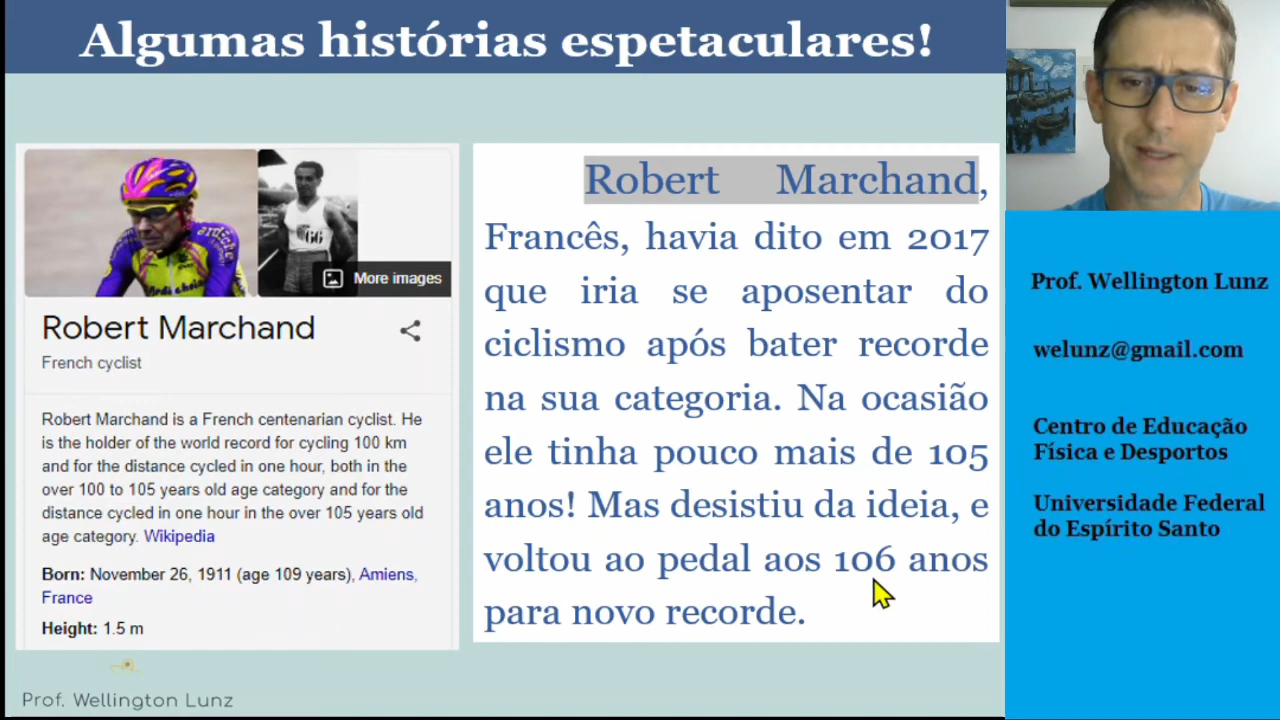 Algumas histórias espetaculares!
66
More images
Robert Marchand
French cyclist
Robert Marchand is a French centenarian cyclist. He
is the holder of the world record for cycling 100 km
and for the distance cycled in one hour, both in the
over 100 to 105 years old age category and for the
distance cycled in one hour in the over 105 years old
age category. Wikipedia
Born: November 26, 1911 (age 109 years), Amiens,
France
Height: 1.5 m
Prof. Wellington Lunz
Robert Marchand,
Francês, havia dito em 2017
que iria se aposentar do
ciclismo após bater recorde
na sua categoria. Na ocasião
ele tinha pouco mais de 105
anos! Mas desistiu da ideia, e
voltou ao pedal aos 106 anos
para novo recorde.
Prof. Wellington Lunz
welunz@gmail.com
Centro de Educação
Física e Desportos
Universidade Federal
do Espírito Santo